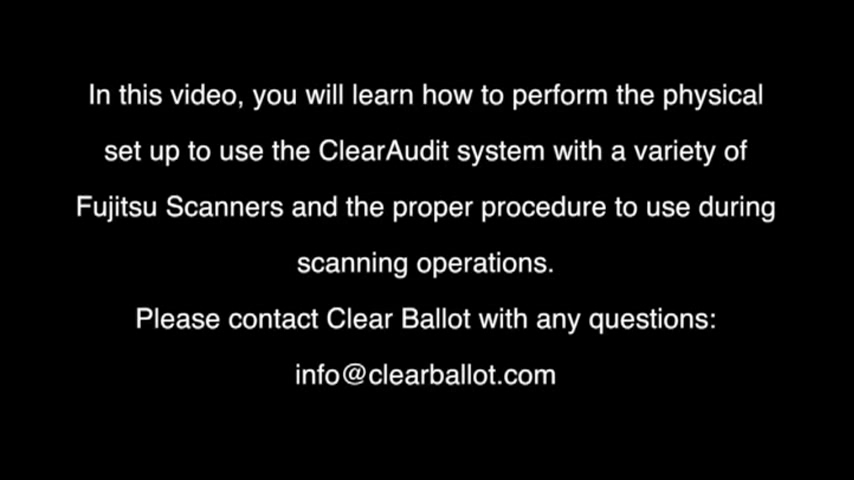 In this video, you will learn how to perform the physical
set up to use the ClearAudit system with a variety of
Fujitsu Scanners and the proper procedure to use during
scanning operations.
Please contact Clear Ballot with any questions:
info@clearballot.com